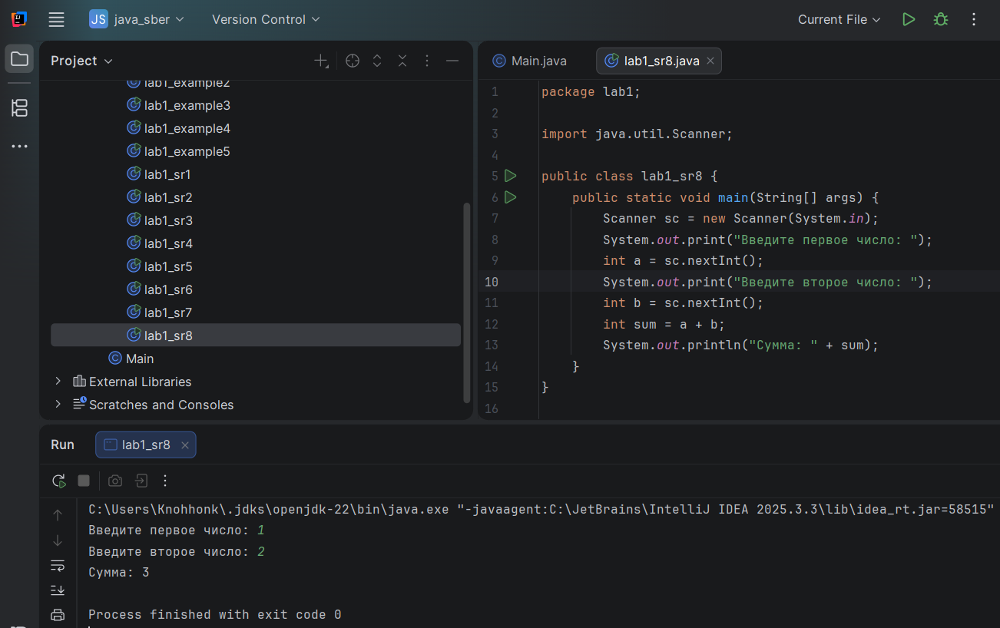 JS java_sber Version Control Current File
Project
lab1_example2
lab1_example3
lab1_example4
lab1_example5
lab1_sr1
lab1_sr2
lab1_sr3
lab1_sr4
lab1_sr5
lab1_sr6
lab1_sr7
lab1_sr8
Main
External Libraries
Scratches and Consoles
Main.java lab1_sr8.java
1 package lab1;
2
3 import java.util.Scanner;
4
5 public class lab1_sr8 {
6 public static void main(String[] args) {
7 Scanner sc = new Scanner(System.in);
8 System.out.print("Введите первое число: ");
9 int a = sc.nextInt();
10 System.out.print("Введите второе число: ");
11 int b = sc.nextInt();
12 int sum = a + b;
13 System.out.println("Сумма: " + sum);
14 }
15 }
16
Run lab1_sr8
C:\Users\Knohhonk\.jdks\openjdk-22\bin\java.exe "-javaagent:C:\JetBrains\IntelliJ IDEA 2025.3.3\lib\idea_rt.jar=58515"
Введите первое число: 1
Введите второе число: 2
Сумма: 3
Process finished with exit code 0